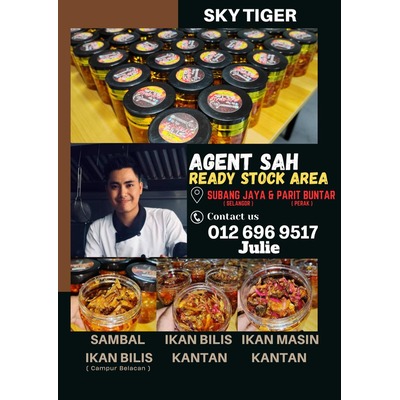 SKY TIGER
AGENT SAH
READY STOCK AREA
SUBANG JAYA & PARIT BUNTAR
( SELANGOR ) ( PERAK )
Contact us
012 696 9517
Julie
SAMBAL
IKAN BILIS
( Campur Belacan )
IKAN BILIS
KANTAN
IKAN MASIN
KANTAN